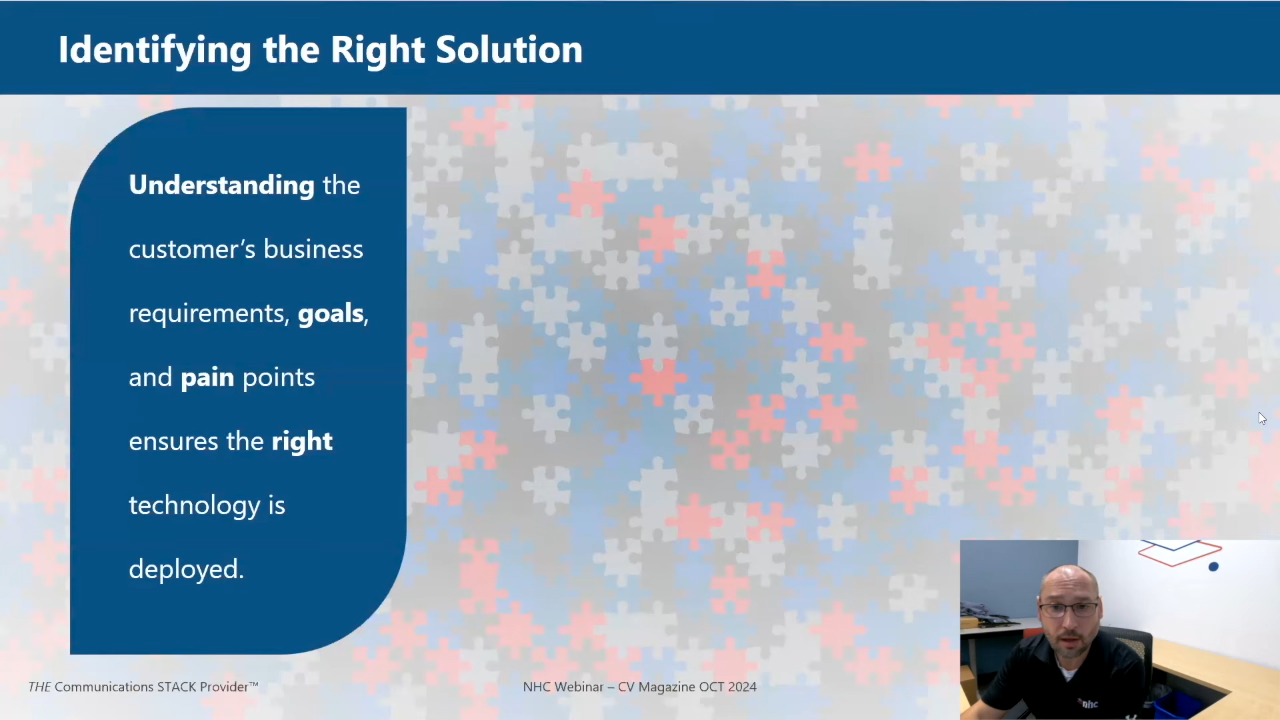 Identifying the Right Solution
Understanding the
customer’s business
requirements, goals,
and pain points
ensures the right
technology is
deployed.
THE Communications STACK Provider™
NHC Webinar – CV Magazine OCT 2024
nhc